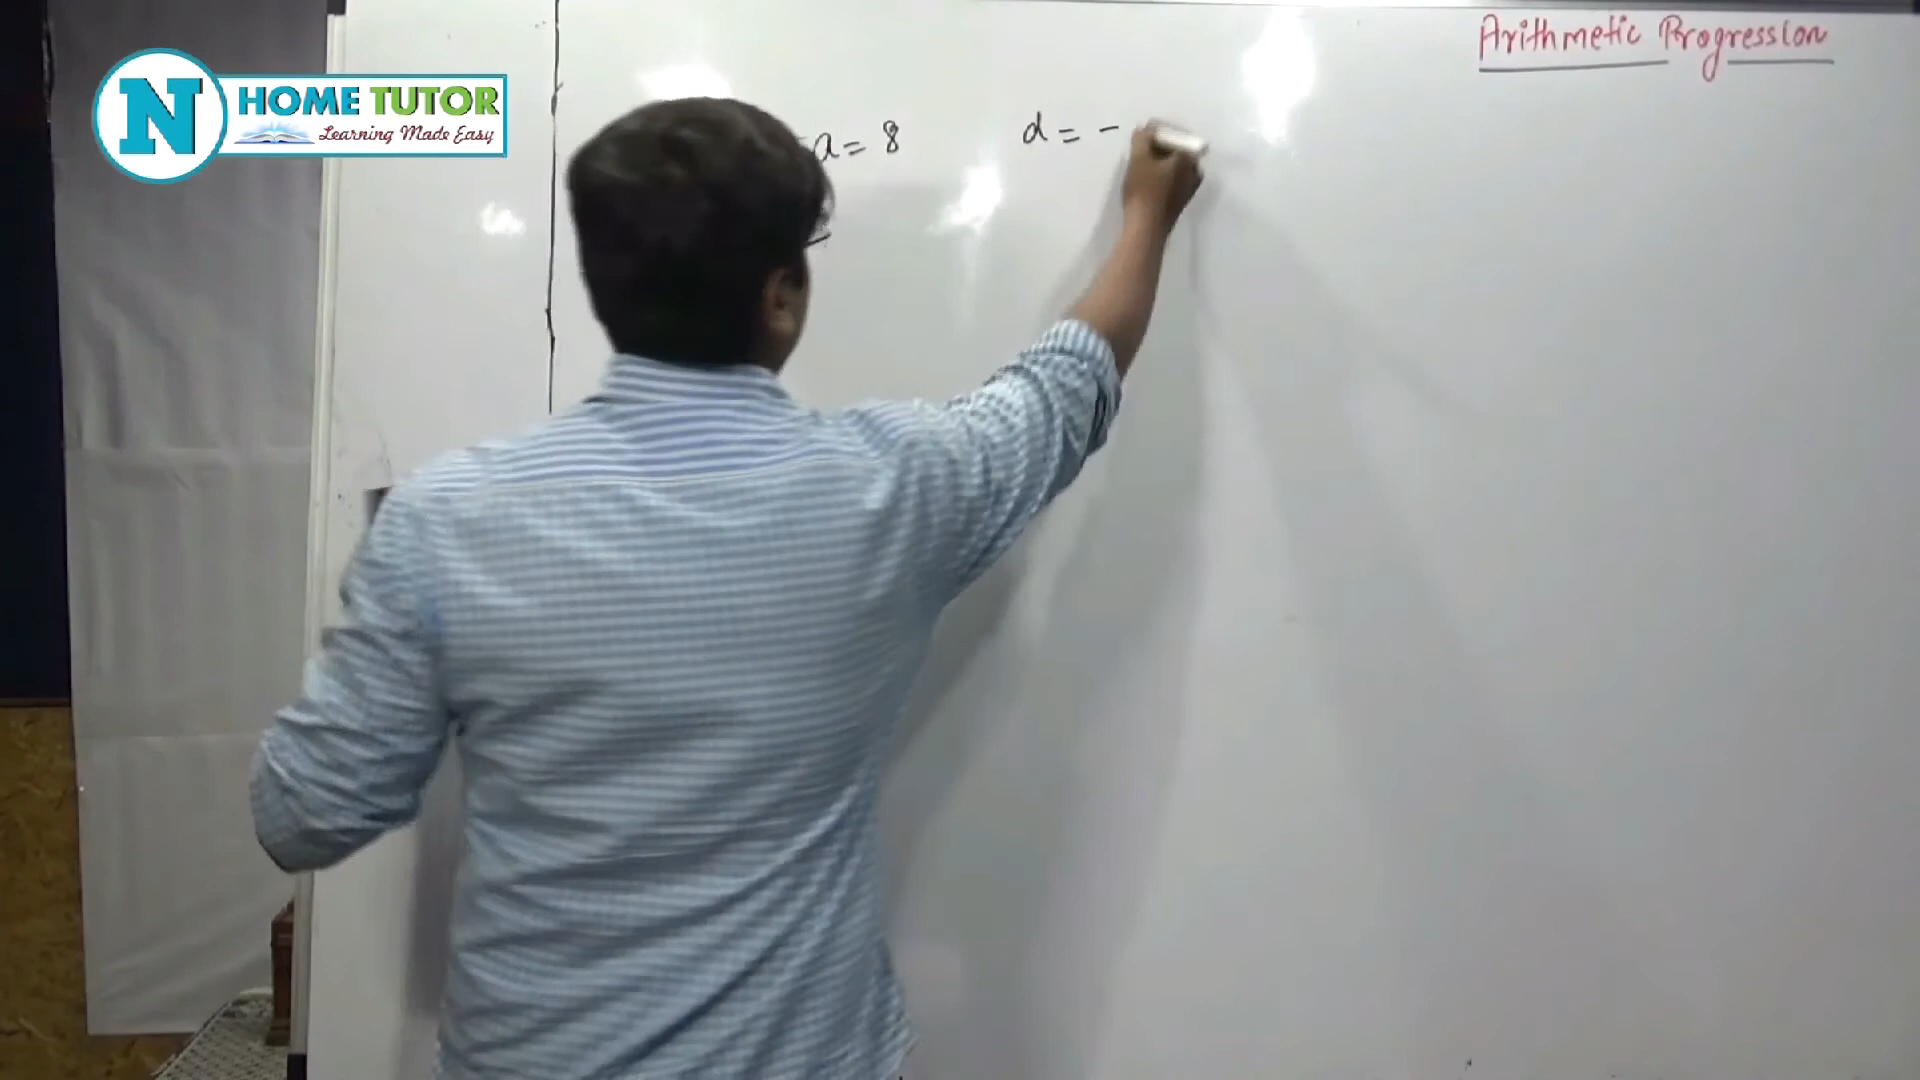 Arithmetic Progression
N HOME TUTOR
Learning Made Easy
a = 8 d = -